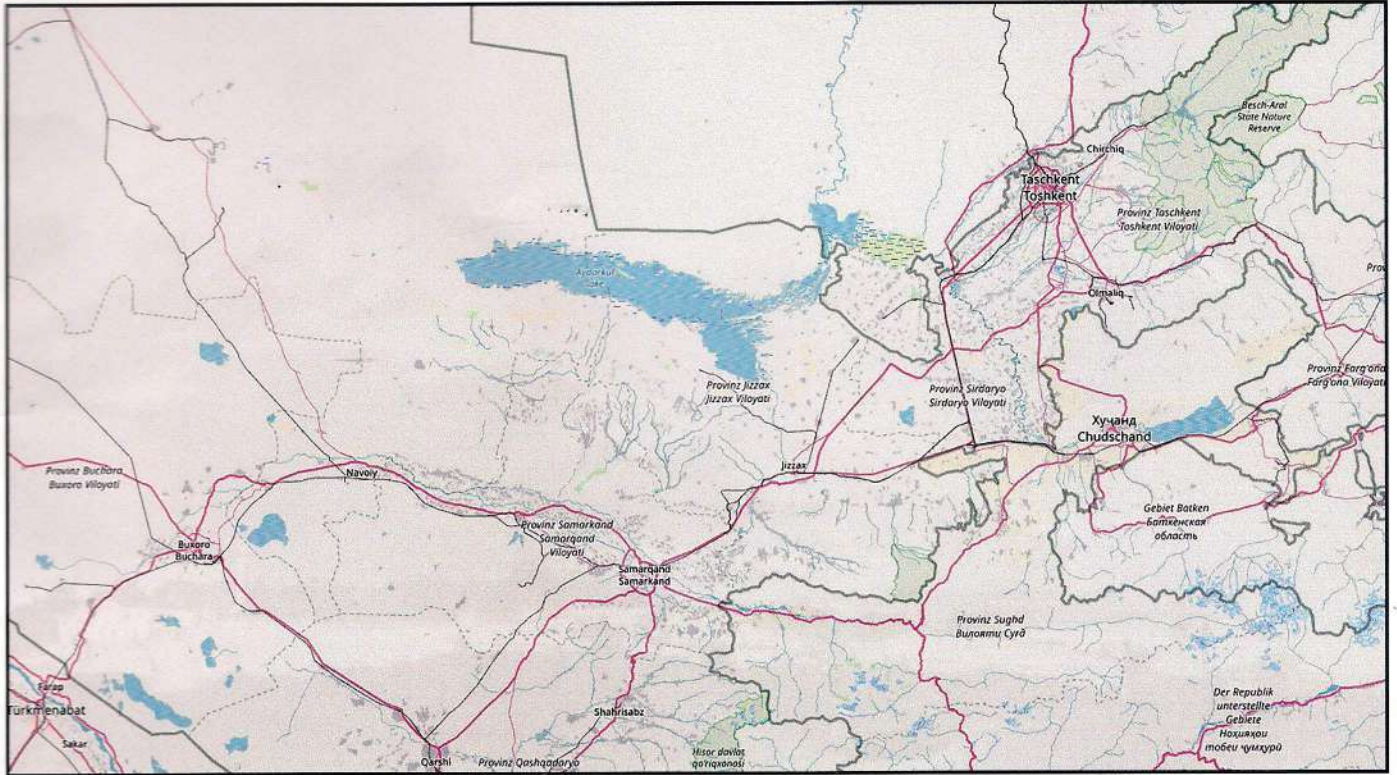 Besch-Aral
State Nature
Reserve
Chirchiq
Taschkent
Toshkent
Provinz Taschkent
Toshkent Viloyati
Aydarkul
Lake
Olmaliq
Provinz Jizzax
Jizzax Viloyati
Provinz Sirdaryo
Sirdaryo Viloyati
Provinz Farg'ona
Farg'ona Viloyati
Хуҷанд
Chudschand
Jizzax
Navoiy
Provinz Buchara
Buxoro Viloyati
Provinz Samarkand
Samarqand
Viloyati
Gebiet Batken
Баткенская
область
Buxoro
Buchara
Samarqand
Samarkand
Provinz Sughd
Вилояти Суғд
Farap
Türkmenabat
Sakar
Shahrisabz
Der Republik
unterstellte
Gebiete
Ноҳияҳои
тобеи ҷумҳурӣ
Hisor davlat
qo'riqxonasi
Qarshi
Provinz Qashqadaryo